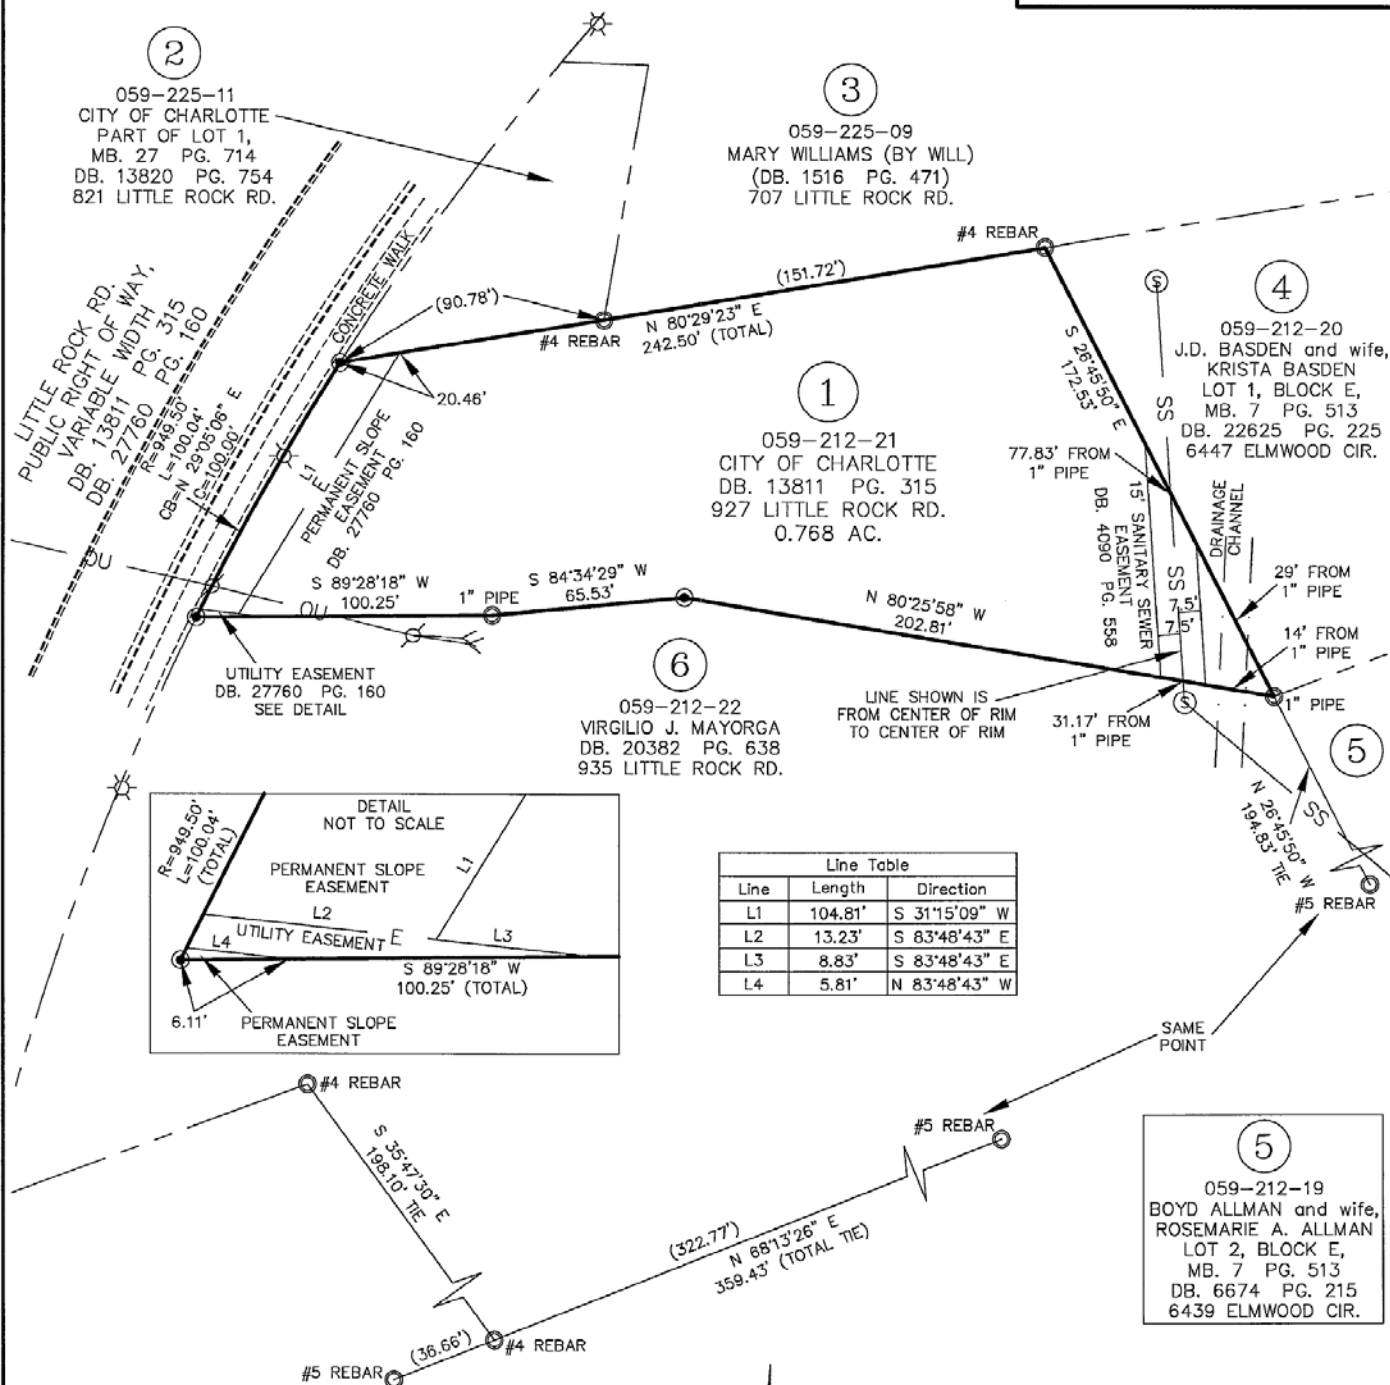 2
059-225-11
CITY OF CHARLOTTE
PART OF LOT 1,
MB. 27 PG. 714
DB. 13820 PG. 754
821 LITTLE ROCK RD.
3
059-225-09
MARY WILLIAMS (BY WILL)
(DB. 1516 PG. 471)
707 LITTLE ROCK RD.
#4 REBAR
4
059-212-20
J.D. BASDEN and wife,
KRISTA BASDEN
LOT 1, BLOCK E,
MB. 7 PG. 513
DB. 22625 PG. 225
6447 ELMWOOD CIR.
LITTLE ROCK RD.
PUBLIC RIGHT OF WAY,
VARIABLE WIDTH
DB. 13811 PG. 315
DB. 27760 PG. 160
R=949.50'
L=100.04'
CB=N 29°05'06" E
C=100.00'
CONCRETE WALK
(90.78')
#4 REBAR
(151.72')
N 80°29'23" E
242.50' (TOTAL)
20.46'
L1
E
PERMANENT SLOPE
EASEMENT
DB. 27760 PG. 160
1
059-212-21
CITY OF CHARLOTTE
DB. 13811 PG. 315
927 LITTLE ROCK RD.
0.768 AC.
S 26°45'50" E
172.53'
S
SS
77.83' FROM
1" PIPE
15' SANITARY SEWER
EASEMENT
DB. 4090 PG. 558
SS
7.5'
7.5'
DRAINAGE
CHANNEL
29' FROM
1" PIPE
14' FROM
1" PIPE
1" PIPE
S
31.17' FROM
1" PIPE
LINE SHOWN IS
FROM CENTER OF RIM
TO CENTER OF RIM
OU
S 89°28'18" W
100.25'
OU
1" PIPE
S 84°34'29" W
65.53'
N 80°25'58" W
202.81'
UTILITY EASEMENT
DB. 27760 PG. 160
SEE DETAIL
6
059-212-22
VIRGILIO J. MAYORGA
DB. 20382 PG. 638
935 LITTLE ROCK RD.
5
SS
N 26°45'50" W
194.83' TIE
#5 REBAR
DETAIL
NOT TO SCALE
R=949.50'
L=100.04'
(TOTAL)
PERMANENT SLOPE
EASEMENT
L1
L2
UTILITY EASEMENT E
L4
L3
S 89°28'18" W
100.25' (TOTAL)
6.11'
PERMANENT SLOPE
EASEMENT
Line Table
Line Length Direction
L1 104.81' S 31°15'09" W
L2 13.23' S 83°48'43" E
L3 8.83' S 83°48'43" E
L4 5.81' N 83°48'43" W
SAME
POINT
#4 REBAR
S 35°47'30" E
198.10' TIE
#5 REBAR
(322.77')
N 68°13'26" E
359.43' (TOTAL TIE)
(36.66')
#4 REBAR
#5 REBAR
5
059-212-19
BOYD ALLMAN and wife,
ROSEMARIE A. ALLMAN
LOT 2, BLOCK E,
MB. 7 PG. 513
DB. 6674 PG. 215
6439 ELMWOOD CIR.